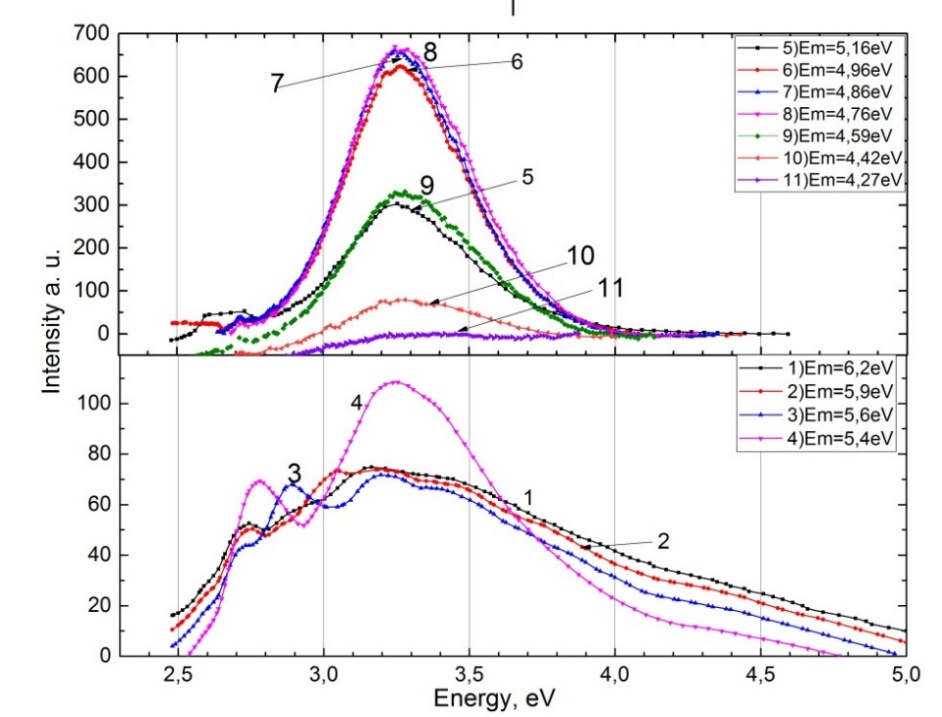 700
600
500
400
300
200
100
0
7
8
6
9
5
10
11
5)Em=5,16eV
6)Em=4,96eV
7)Em=4,86eV
8)Em=4,76eV
9)Em=4,59eV
10)Em=4,42eV
11)Em=4,27eV
Intensity a. u.
100
80
60
40
20
0
4
3
1
2
1)Em=6,2eV
2)Em=5,9eV
3)Em=5,6eV
4)Em=5,4eV
2,5 3,0 3,5 4,0 4,5 5,0
Energy, eV